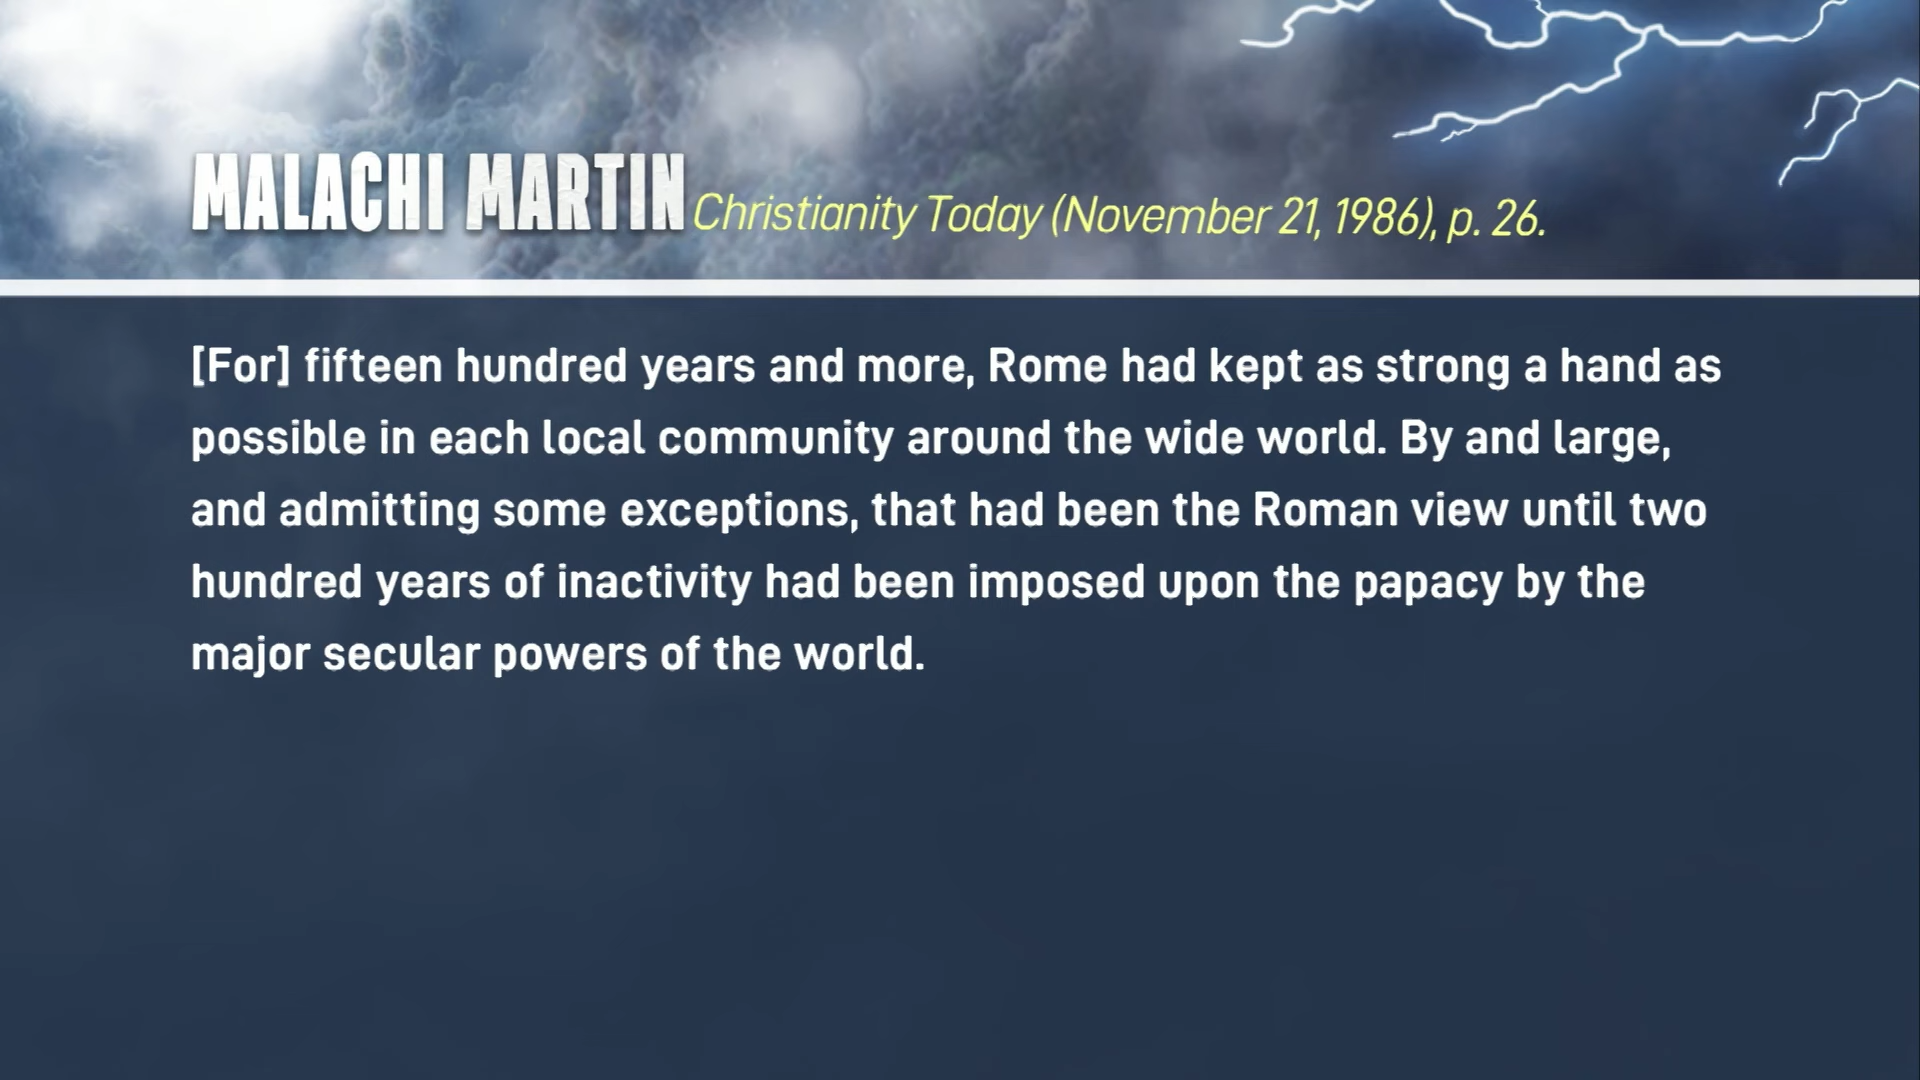 MALACHI MARTIN Christianity Today (November 21, 1986), p. 26.
[For] fifteen hundred years and more, Rome had kept as strong a hand as
possible in each local community around the wide world. By and large,
and admitting some exceptions, that had been the Roman view until two
hundred years of inactivity had been imposed upon the papacy by the
major secular powers of the world.